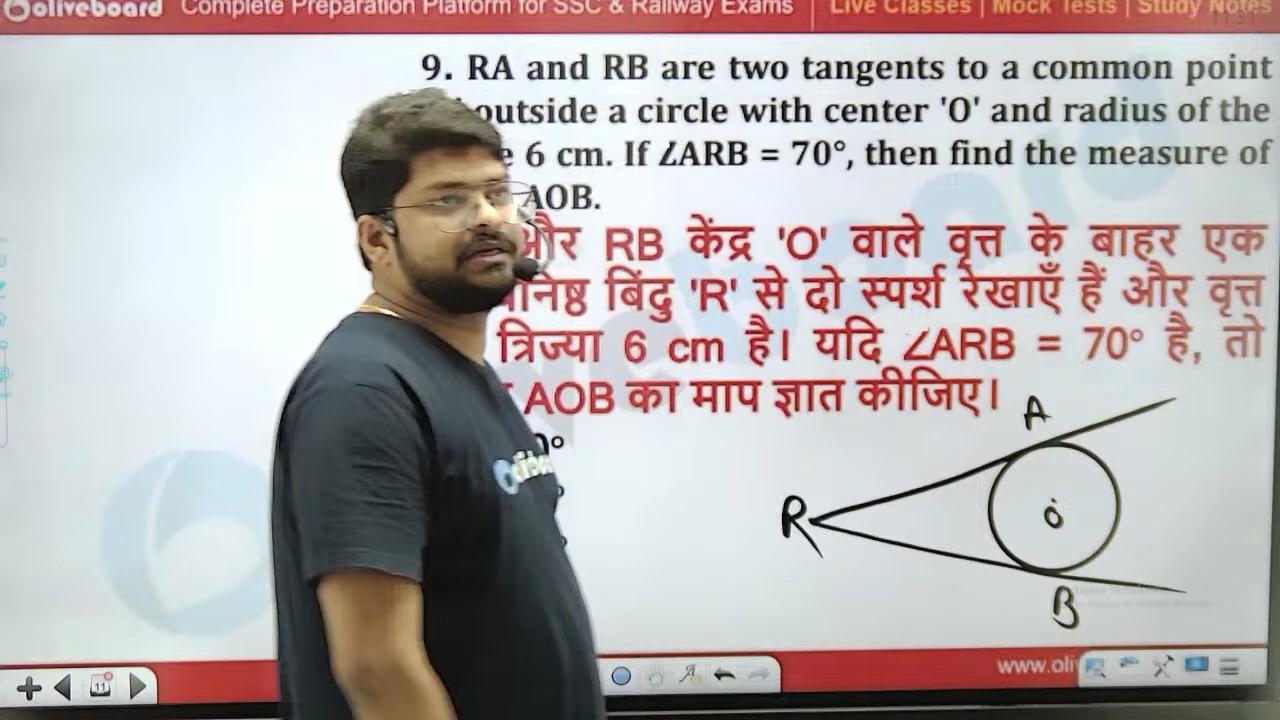 oliveboard Complete Preparation Platform for SSC & Railway Exams Live Classes | Mock Tests | Study Notes
9. RA and RB are two tangents to a common point
outside a circle with center 'O' and radius of the
6 cm. If ∠ARB = 70°, then find the measure of
AOB.
और RB केंद्र 'O' वाले वृत्त के बाहर एक
बिंदु 'R' से दो स्पर्श रेखाएँ हैं और वृत्त
त्रिज्या 6 cm है। यदि ∠ARB = 70° है, तो
AOB का माप ज्ञात कीजिए।
A
R
O
B
www.oli
11